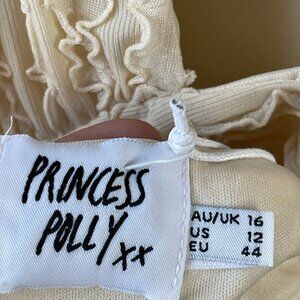 PRINCESS
POLLY xx
AU/UK 16
US 12
EU 44